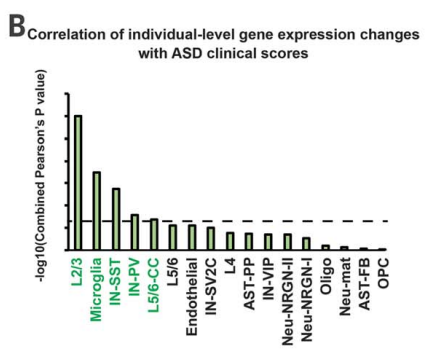 B
Correlation of individual-level gene expression changes
with ASD clinical scores
-log10(Combined Pearson's P value)
L2/3
Microglia
IN-SST
IN-PV
L5/6-CC
L5/6
Endothelial
IN-SV2C
L4
AST-PP
IN-VIP
Neu-NRGN-II
Neu-NRGN-I
Oligo
Neu-mat
AST-FB
OPC